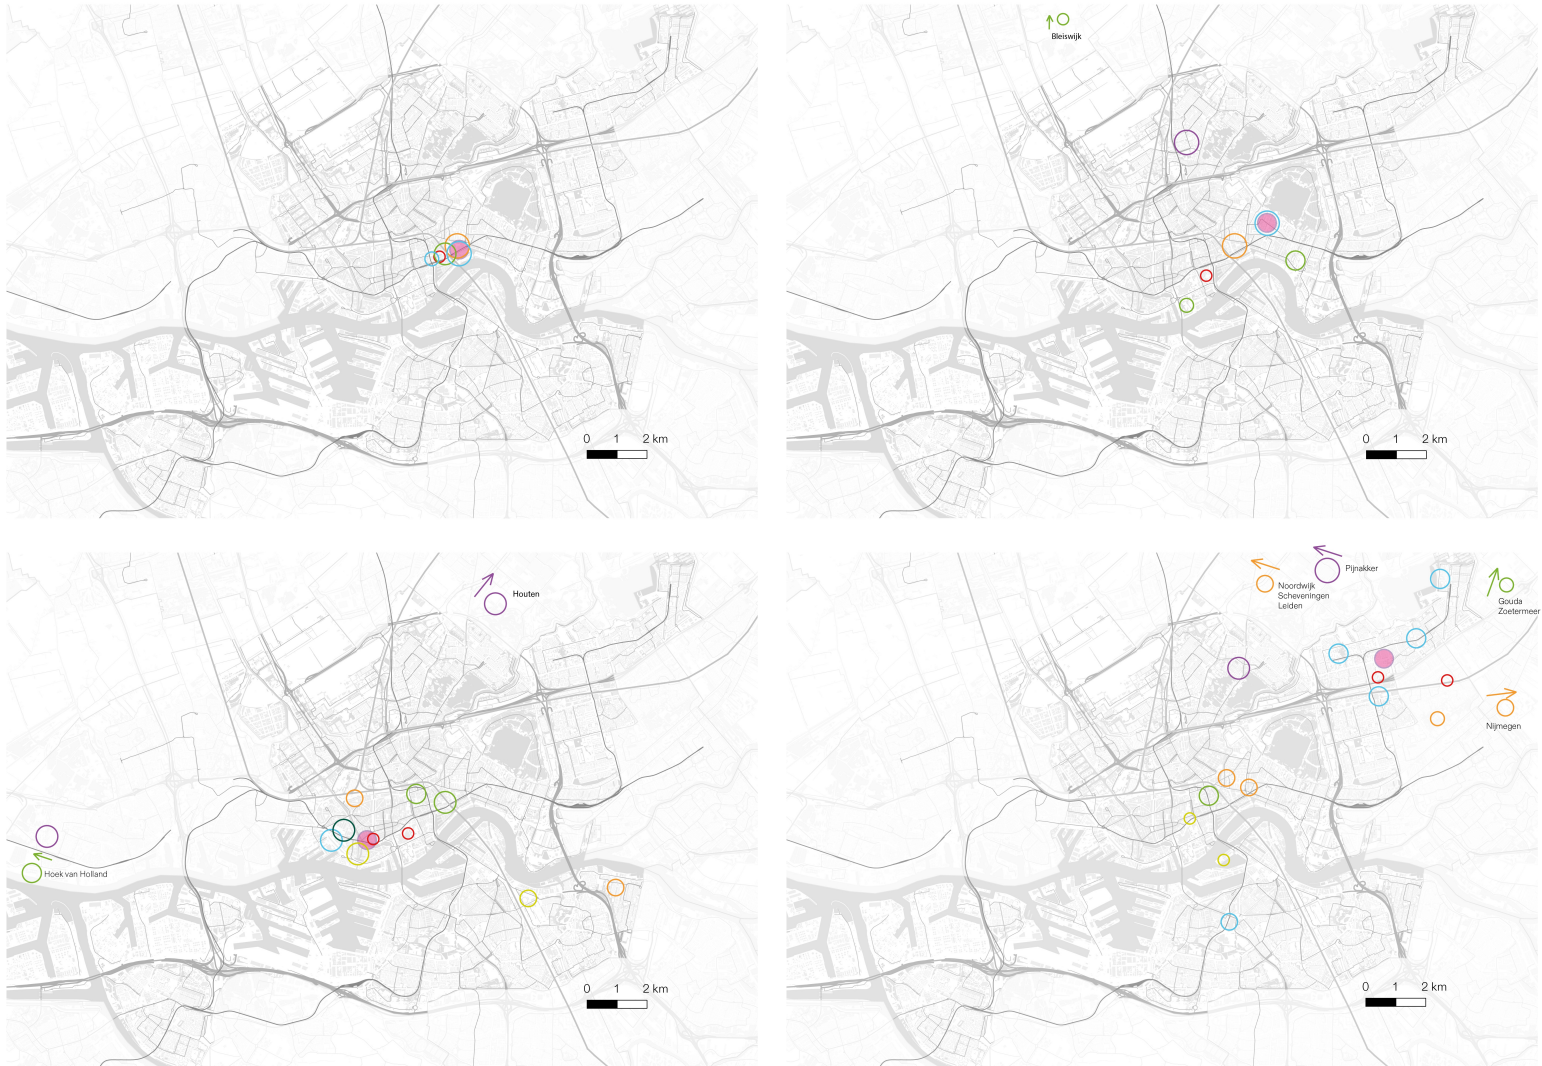 Bleiswijk
0 1 2 km
0 1 2 km
Houten
Hoek van Holland
0 1 2 km
Pijnakker
Noordwijk
Scheveningen
Leiden
Gouda
Zoetermeer
Nijmegen
0 1 2 km